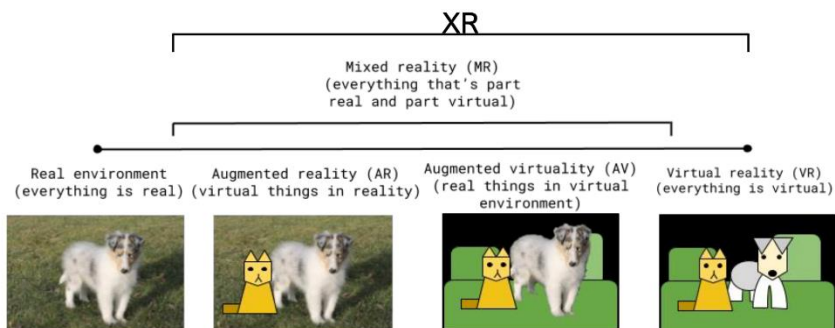 XR
Mixed reality (MR)
(everything that's part
real and part virtual)
Real environment
(everything is real)
Augmented reality (AR)
(virtual things in reality)
Augmented virtuality (AV)
(real things in virtual
environment)
Virtual reality (VR)
(everything is virtual)